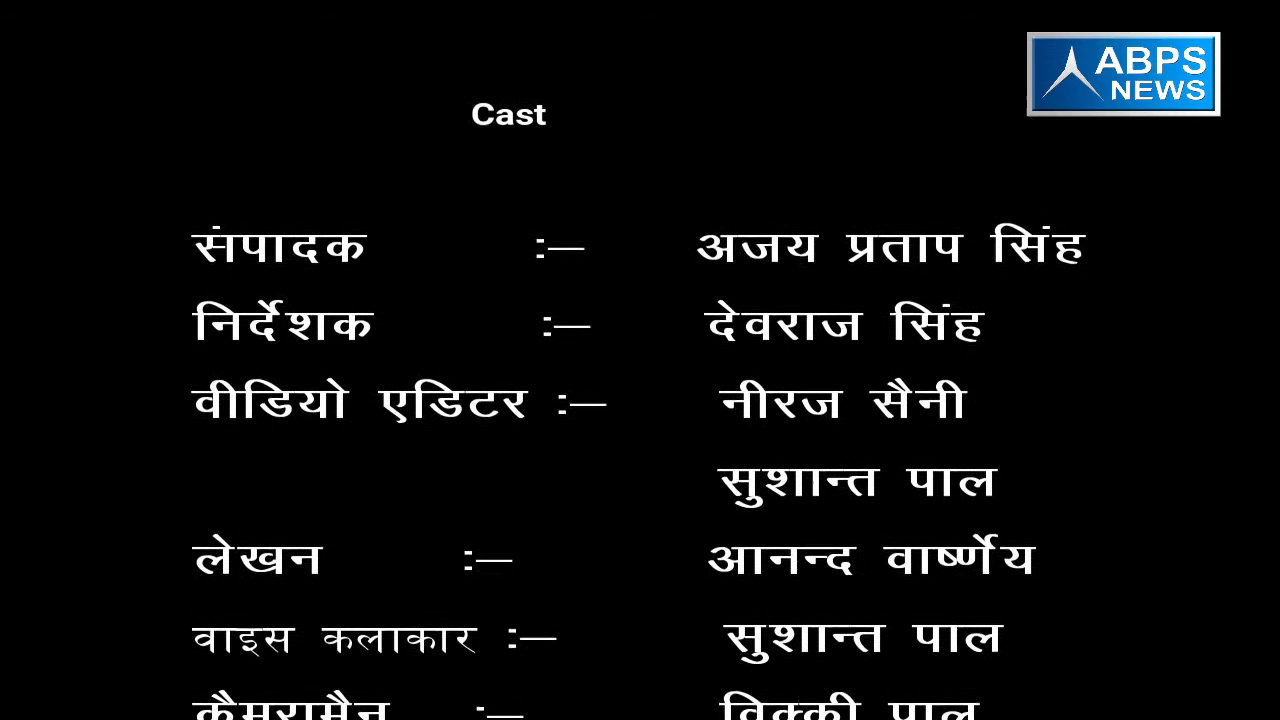 ABPS
NEWS
Cast
संपादक :— अजय प्रताप सिंह
निर्देशक :— देवराज सिंह
वीडियो एडिटर :— नीरज सैनी
सुशान्त पाल
लेखन :— आनन्द वार्ष्णेय
वाइस कलाकार :— सुशान्त पाल
कैमरामैन :— विक्की पाल